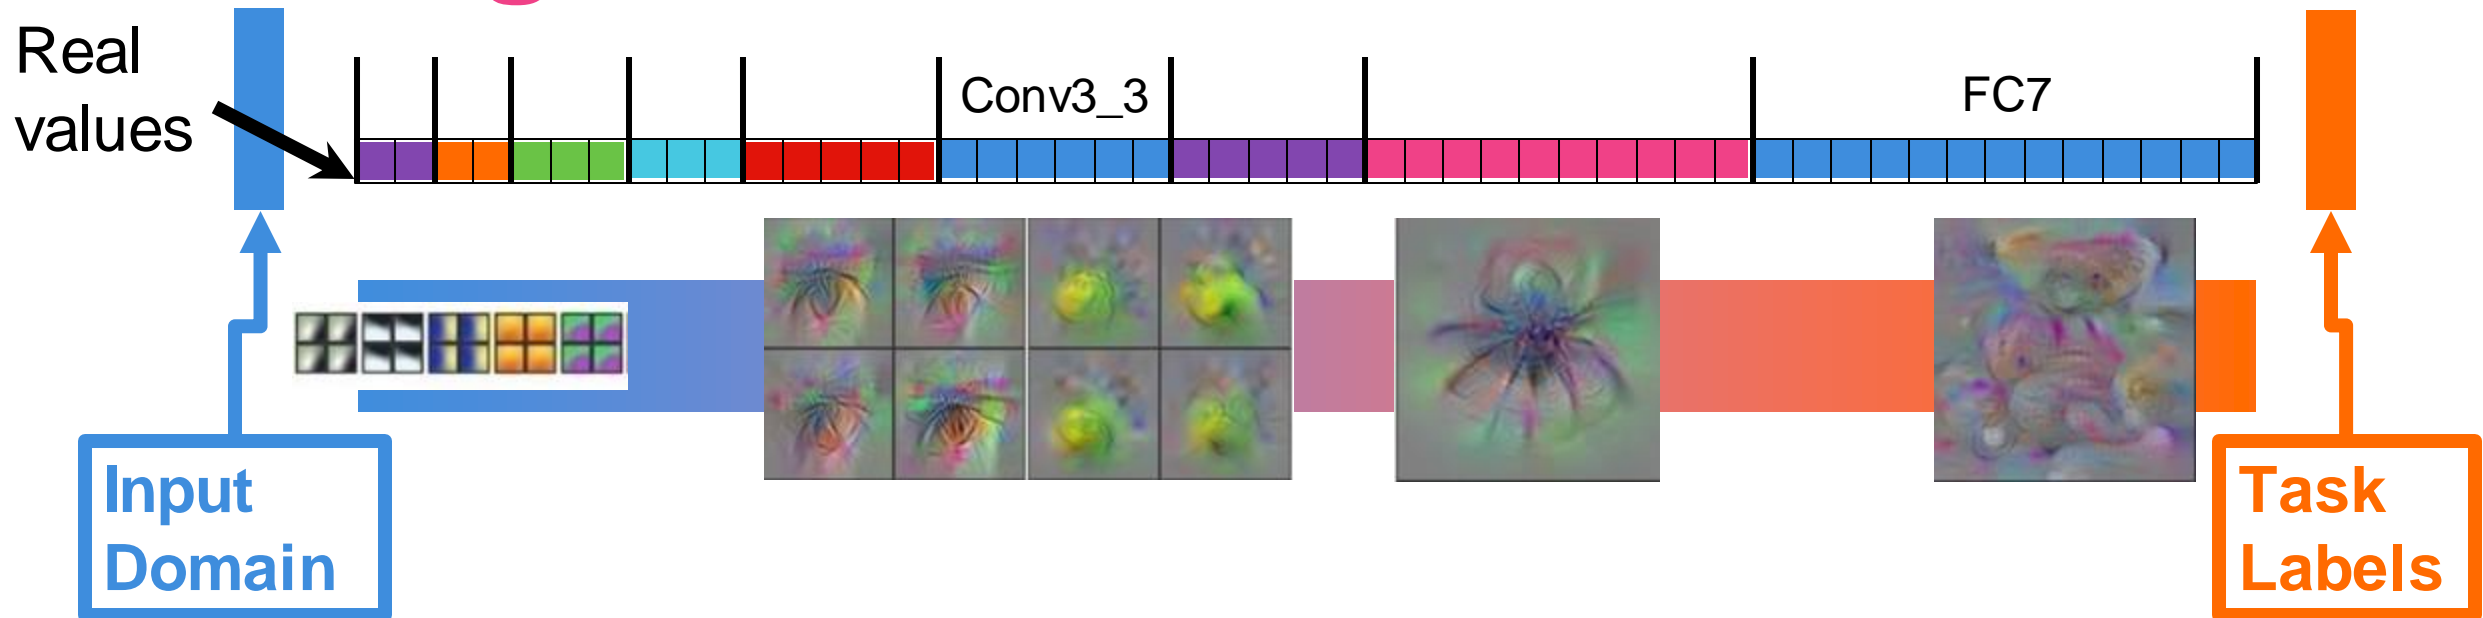 Real
values
Conv3_3
FC7
Input
Domain
Task
Labels